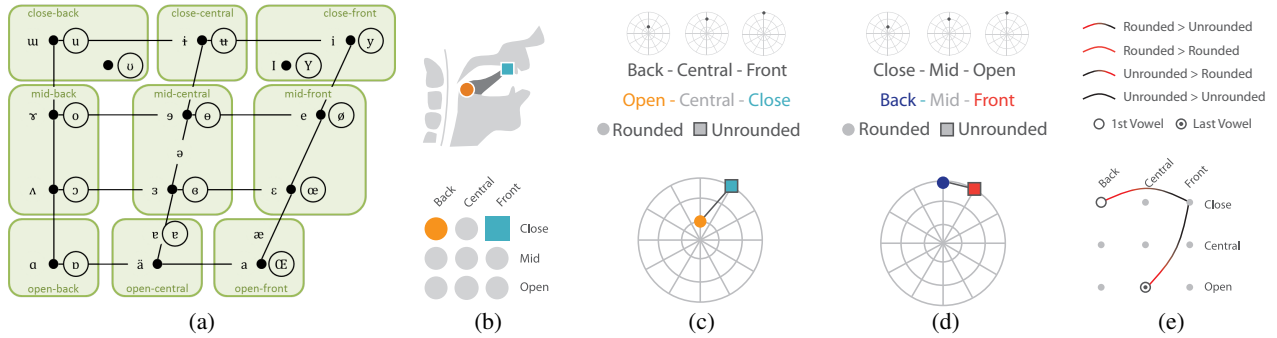 close-back close-central close-front
ɯ u ɨ ʉ i y
ʊ I Y
mid-back mid-central mid-front
ɤ o ɘ ɵ e ø
ə
ʌ ɔ ɜ ɞ ɛ œ
ɐ ɐ æ
ɑ ɒ ä a Œ
open-back open-central open-front
(a)
Back Central Front
Close
Mid
Open
(b)
Back - Central - Front
Open - Central - Close
Rounded Unrounded
(c)
Close - Mid - Open
Back - Mid - Front
Rounded Unrounded
(d)
Rounded > Unrounded
Rounded > Rounded
Unrounded > Rounded
Unrounded > Unrounded
1st Vowel Last Vowel
Back Central Front
Close
Central
Open
(e)